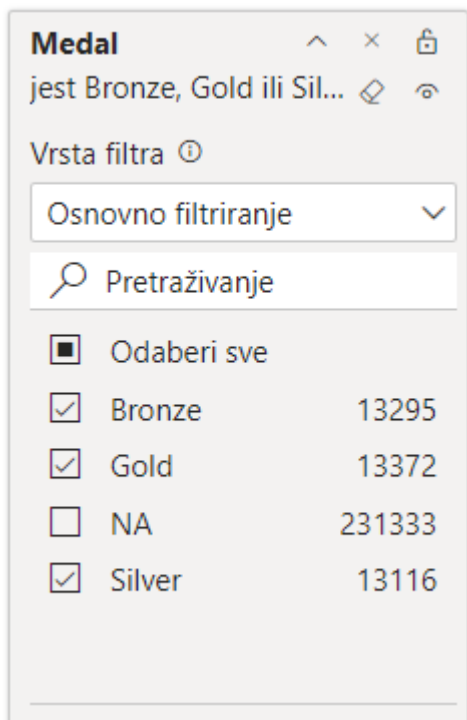 Medal
jest Bronze, Gold ili Sil...
Vrsta filtra
Osnovno filtriranje
Pretraživanje
Odaberi sve
Bronze 13295
Gold 13372
NA 231333
Silver 13116